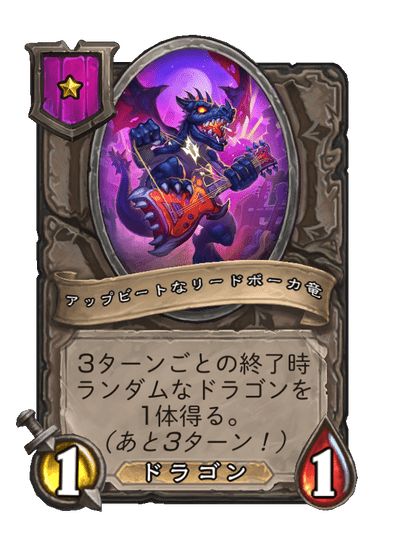 アップビートなリードボーカ竜
3ターンごとの終了時
ランダムなドラゴンを
1体得る。
(あと3ターン!)
ドラゴン
1
1